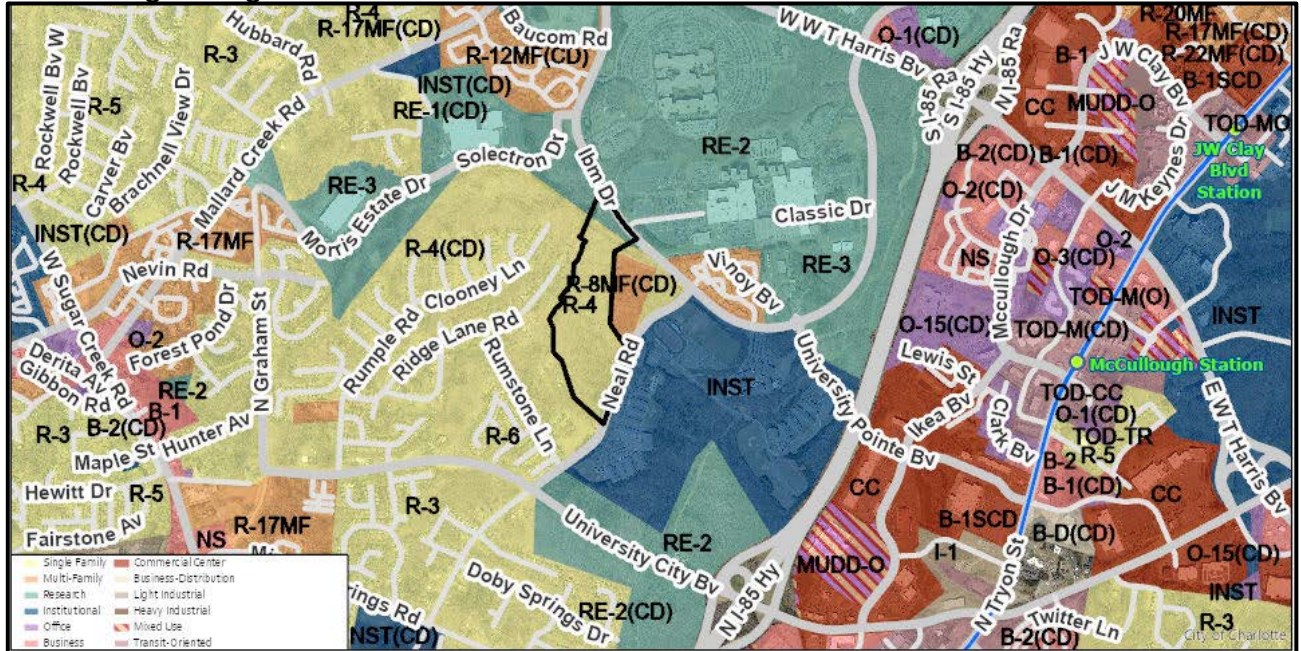 R-4
R-17MF(CD)
Baucom Rd
W W T Harris Bv
O-1(CD)
S I-85 Ra
S I-85 Hy
N I-85 Ra
R-20MF
R-17MF(CD)
R-22MF(CD)
B-1
J W Clay Bv
B-1SCD
Hubbard Rd
R-3
R-12MF(CD)
INST(CD)
RE-1(CD)
CC
MUDD-O
TOD-MO
JW Clay
Blvd
Station
Rockwell Bv W
Rockwell Bv
R-5
Carver Bv
Brachnell View Dr
Mallard Creek Rd
Solectron Dr
Ibm Dr
RE-2
B-2(CD)
B-1(CD)
J M Keynes Dr
R-4
RE-3
Morris Estate Dr
O-2(CD)
Classic Dr
Mccullough Dr
INST(CD)
R-17MF
R-4(CD)
O-2
O-3(CD)
NS
RE-3
Nevin Rd
W Sugar Creek Rd
Clooney Ln
R-8MF(CD)
R-4
Vinoy Bv
TOD-M(O)
INST
O-2
Forest Pond Dr
N Graham St
Rumple Rd
Ridge Lane Rd
O-15(CD)
TOD-M(CD)
Derita Av
Gibbon Rd
RE-2
Rumstone Ln
Neal Rd
INST
University Pointe Bv
Lewis St
McCullough Station
B-1
B-2(CD)
Hunter Av
R-3
Maple St
R-6
Ikea Bv
Clark Bv
TOD-CC
O-1(CD)
TOD-TR
R-5
E W T Harris Bv
Hewitt Dr
R-5
R-3
B-2
B-1(CD)
CC
CC
Fairstone Av
NS
R-17MF
University City Bv
RE-2
B-1SCD
B-D(CD)
I-1
MUDD-O
O-15(CD)
INST
Doby Springs Dr
RE-2(CD)
N I-85 Hy
N Tryon St
Twitter Ln
R-3
B-2(CD)
NST(CD)
rings Rd
Single Family
Commercial Center
Multi-Family
Business-Distribution
Research
Light Industrial
Institutional
Heavy Industrial
Office
Mixed Use
Business
Transit-Oriented
City of Charlotte